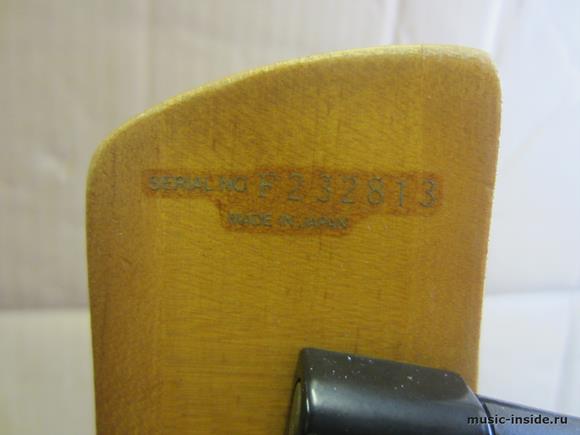 SERIAL NO F232813
MADE IN JAPAN
music-inside.ru